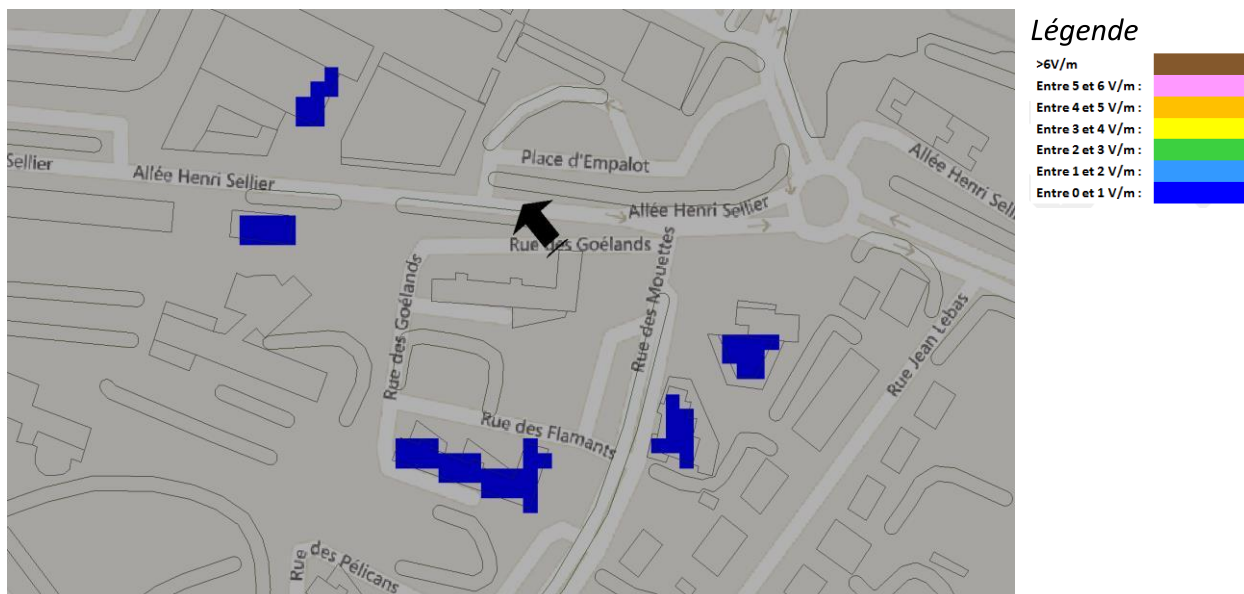 Sellier
Allée Henri Sellier
Place d'Empalot
Allée Henri Sellier
Allée Henri Selli
Rue des Goélands
Rue des Goélands
Rue des Mouettes
Rue Jean Lebas
Rue des Flamants
Rue des Pélicans
Légende
>6V/m
Entre 5 et 6 V/m :
Entre 4 et 5 V/m :
Entre 3 et 4 V/m :
Entre 2 et 3 V/m :
Entre 1 et 2 V/m :
Entre 0 et 1 V/m :